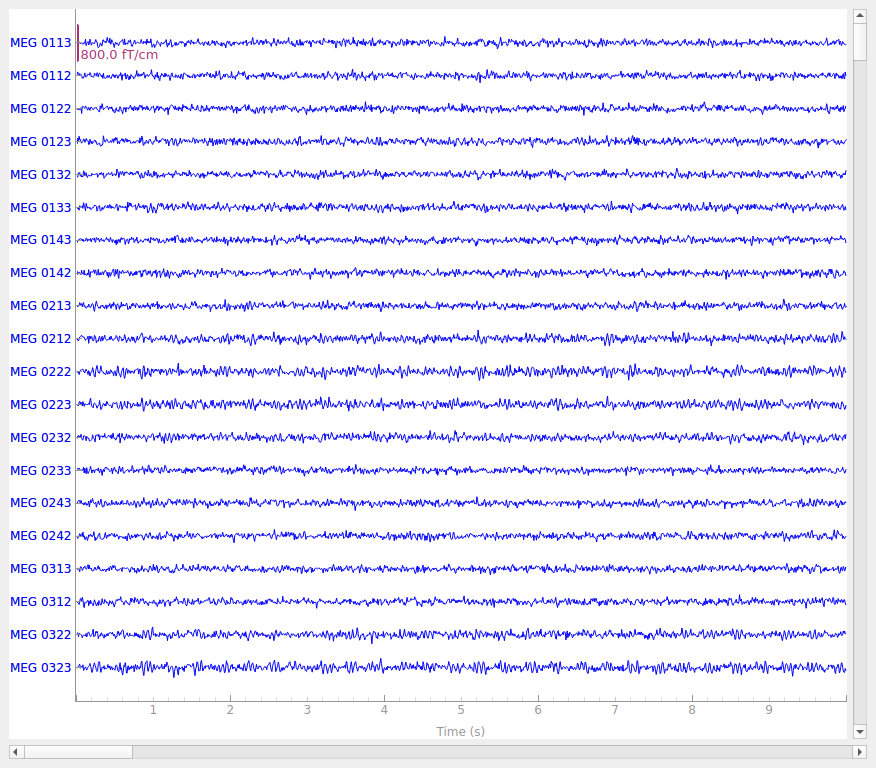 MEG 0113
800.0 fT/cm
MEG 0112
MEG 0122
MEG 0123
MEG 0132
MEG 0133
MEG 0143
MEG 0142
MEG 0213
MEG 0212
MEG 0222
MEG 0223
MEG 0232
MEG 0233
MEG 0243
MEG 0242
MEG 0313
MEG 0312
MEG 0322
MEG 0323
1 2 3 4 5 6 7 8 9
Time (s)